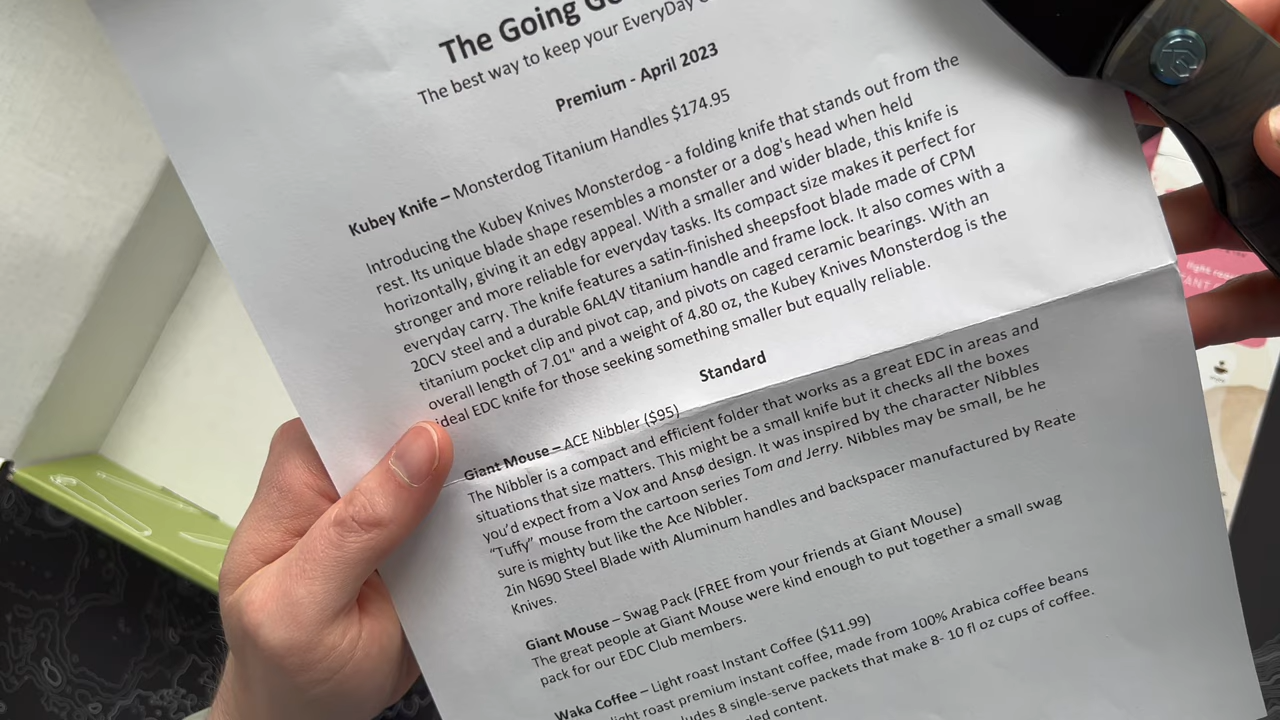 The Going
The best way to keep your EveryDay
Premium - April 2023
Kubey Knife – Monsterdog Titanium Handles $174.95
Introducing the Kubey Knives Monsterdog - a folding knife that stands out from the
rest. Its unique blade shape resembles a monster or a dog's head when held
horizontally, giving it an edgy appeal. With a smaller and wider blade, this knife is
stronger and more reliable for everyday tasks. Its compact size makes it perfect for
everyday carry. The knife features a satin-finished sheepsfoot blade made of CPM
20CV steel and a durable 6AL4V titanium handle and frame lock. It also comes with a
titanium pocket clip and pivot cap, and pivots on caged ceramic bearings. With an
overall length of 7.01" and a weight of 4.80 oz, the Kubey Knives Monsterdog is the
ideal EDC knife for those seeking something smaller but equally reliable.
Standard
Giant Mouse – ACE Nibbler ($95)
The Nibbler is a compact and efficient folder that works as a great EDC in areas and
situations that size matters. This might be a small knife but it checks all the boxes
you'd expect from a Vox and Ansø design. It was inspired by the character Nibbles
"Tuffy" mouse from the cartoon series Tom and Jerry. Nibbles may be small, be he
sure is mighty but like the Ace Nibbler.
2in N690 Steel Blade with Aluminum handles and backspacer manufactured by Reate
Knives.
Giant Mouse – Swag Pack (FREE from your friends at Giant Mouse)
The great people at Giant Mouse were kind enough to put together a small swag
pack for our EDC Club members.
Waka Coffee – Light roast Instant Coffee ($11.99)
light roast premium instant coffee, made from 100% Arabica coffee beans
8 single-serve packets that make 8- 10 fl oz cups of coffee.
content.
light